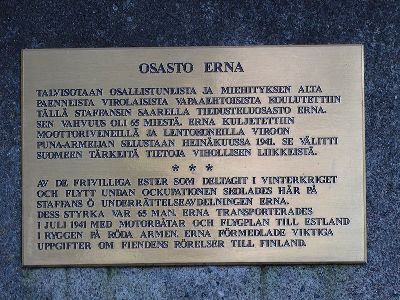 OSASTO ERNA
TALVISOTAAN OSALLISTUNEISTA JA MIEHITYKSEN ALTA
PAENNEISTA VIROLAISISTA VAPAAEHTOISISTA KOULUTETTIIN
TÄLLÄ STAFFANSIN SAARELLA TIEDUSTELUOSASTO ERNA.
SEN VAHVUUS OLI 65 MIESTÄ. ERNA KULJETETTIIN
MOOTTORIVENEILLÄ JA LENTOKONEILLA VIROON
PUNA-ARMEIJAN SELUSTAAN HEINÄKUUSSA 1941. SE VÄLITTI
SUOMEEN TÄRKEITÄ TIETOJA VIHOLLISEN LIIKKEISTÄ.
* * *
AV DE FRIVILLIGA ESTER SOM DELTAGIT I VINTERKRIGET
OCH FLYTT UNDAN OCKUPATIONEN SKOLADES HÄR PÅ
STAFFANS Ö UNDERRÄTTELSEAVDELNINGEN ERNA.
DESS STYRKA VAR 65 MAN. ERNA TRANSPORTERADES
I JULI 1941 MED MOTORBÅTAR OCH FLYGPLAN TILL ESTLAND
I RYGGEN PÅ RÖDA ARMEN. ERNA FÖRMEDLADE VIKTIGA
UPPGIFTER OM FIENDENS RÖRELSER TILL FINLAND.